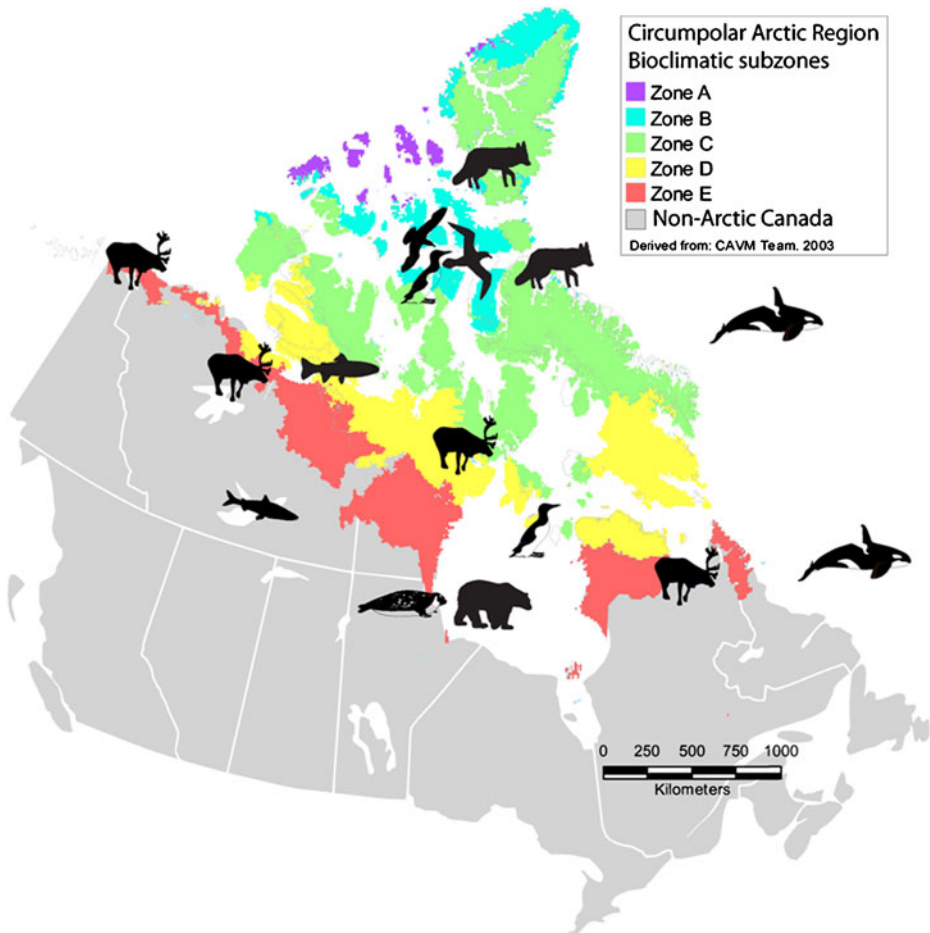 Circumpolar Arctic Region
Bioclimatic subzones
Zone A
Zone B
Zone C
Zone D
Zone E
Non-Arctic Canada
Derived from: CAVM Team. 2003
0 250 500 750 1000
Kilometers